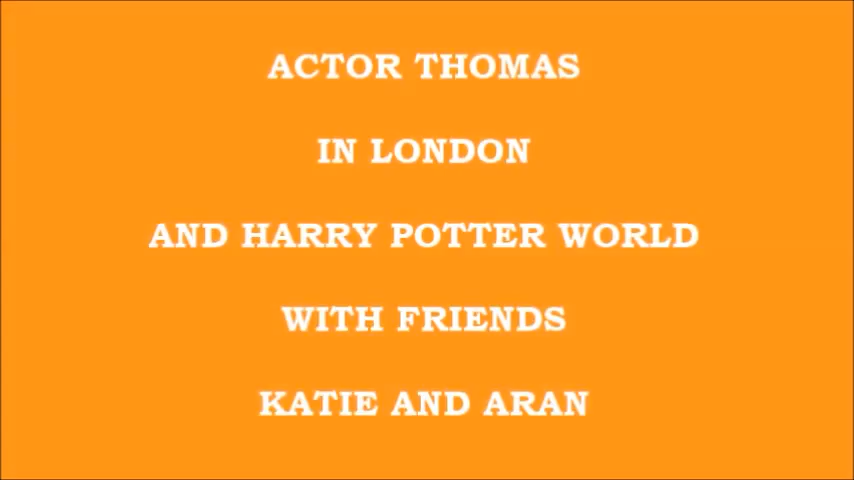 ACTOR THOMAS
IN LONDON
AND HARRY POTTER WORLD
WITH FRIENDS
KATIE AND ARAN